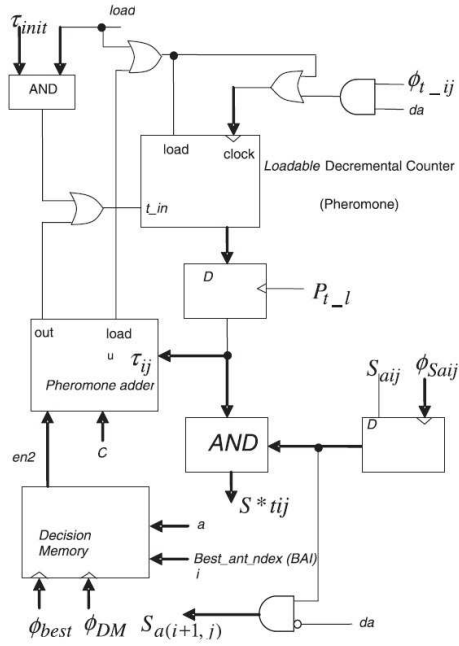 load
τinit
AND
ϕt_ij
da
load
clock
Loadable Decremental Counter
(Pheromone)
t_in
D
Pt_l
out
load
u
τij
Pheromone adder
Saij
ϕSaij
D
C
AND
en2
S*tij
a
Decision
Memory
Best_ant_ndex (BAI)
i
ϕbest
ϕDM
Sa(i+1, j)
da